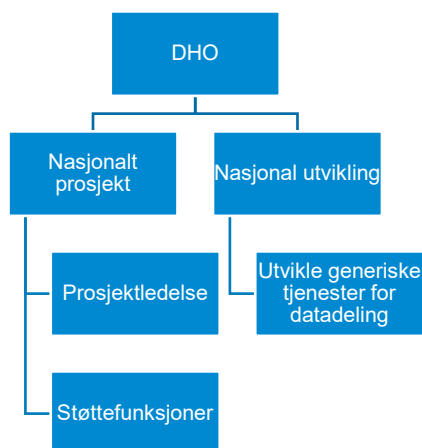 DHO
Nasjonalt
prosjekt
Nasjonal utvikling
Prosjektledelse
Utvikle generiske
tjenester for
datadeling
Støttefunksjoner